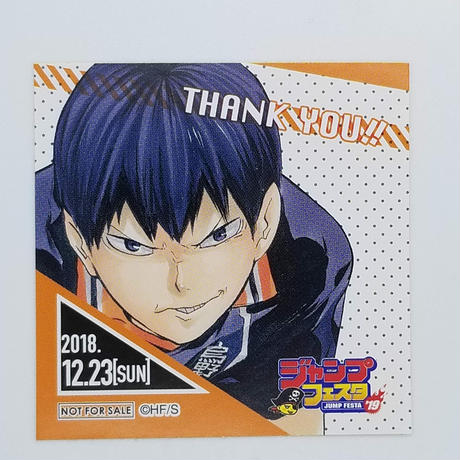 THANK YOU!!
2018.
12.23[SUN]
NOT FOR SALE ©HF/S
ジャンプ
フェスタ
JUMP FESTA '19